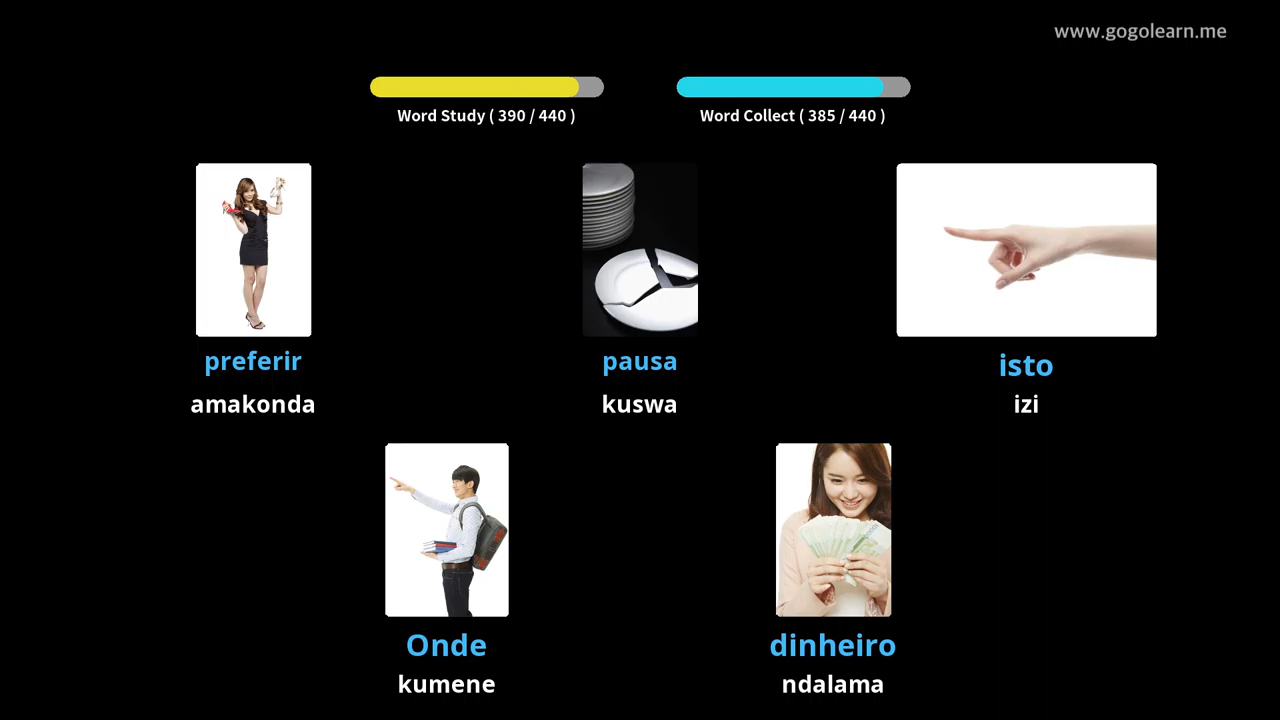 www.gogolearn.me
Word Study ( 390 / 440 )
Word Collect ( 385 / 440 )
preferir
amakonda
pausa
kuswa
isto
izi
Onde
kumene
dinheiro
ndalama